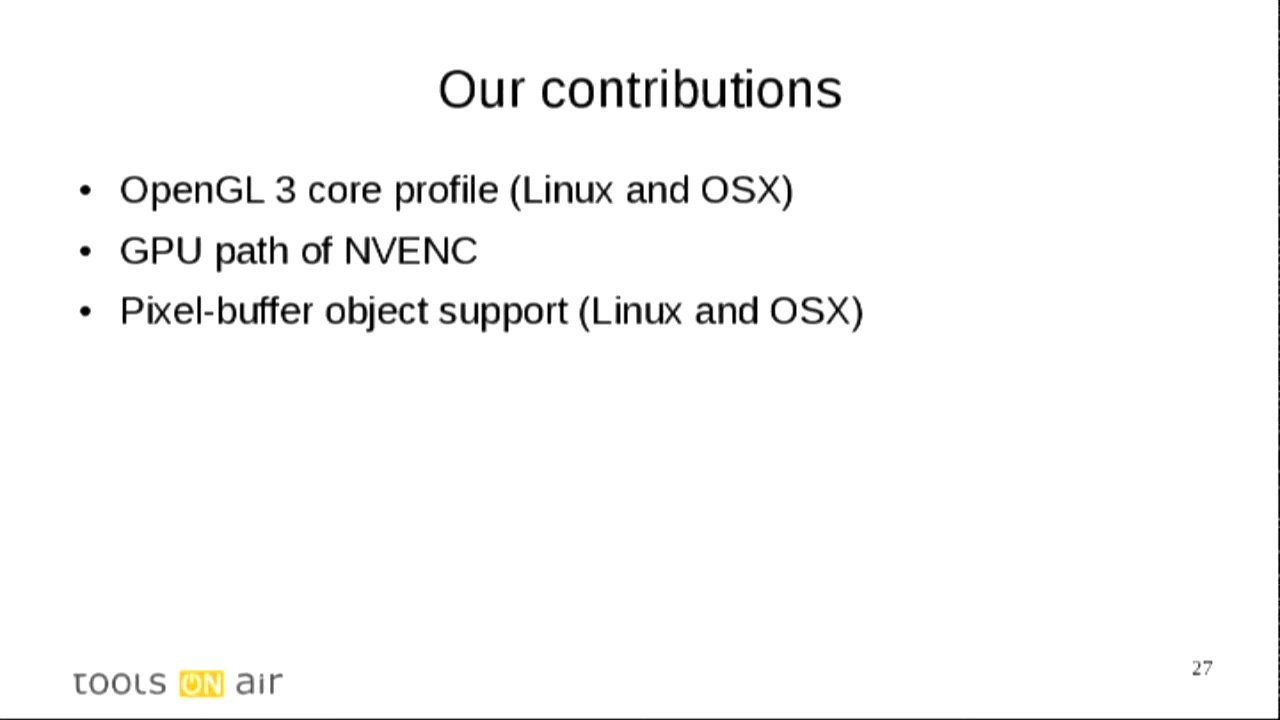 Our contributions
• OpenGL 3 core profile (Linux and OSX)
• GPU path of NVENC
• Pixel-buffer object support (Linux and OSX)
tools ON air
27